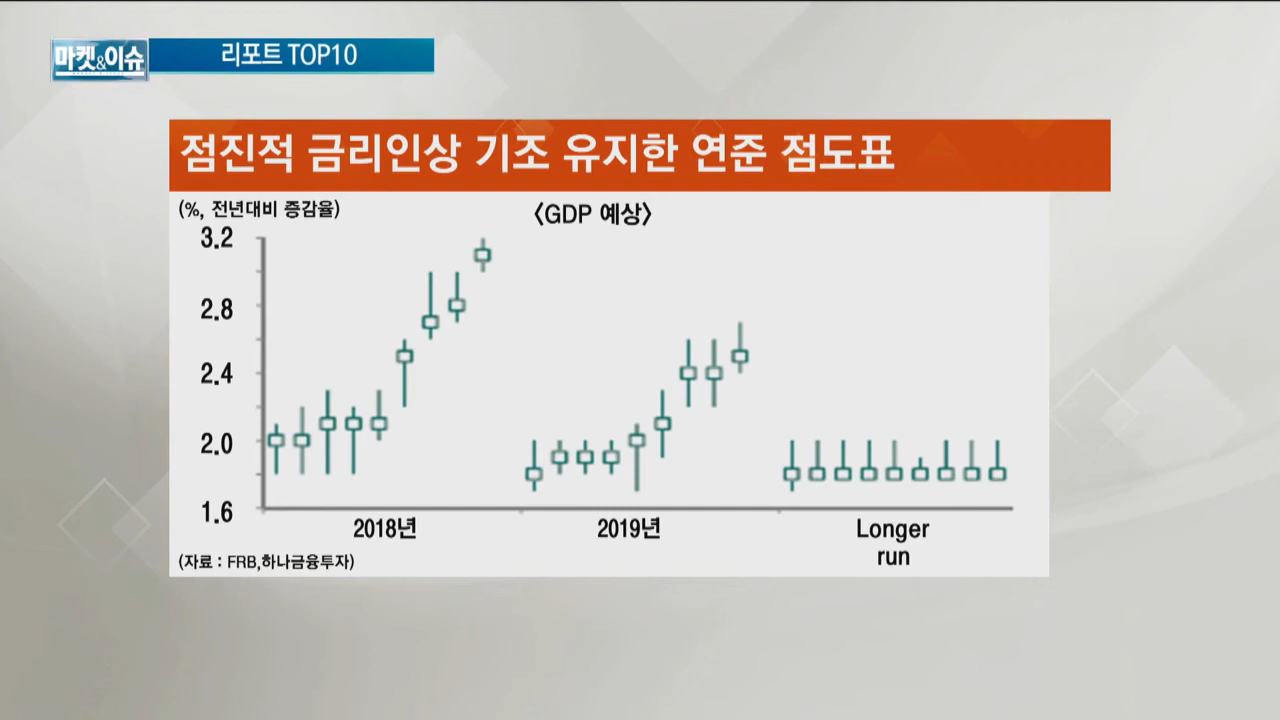 마켓&이슈
리포트 TOP10
점진적 금리인상 기조 유지한 연준 점도표
(%, 전년대비 증감율)
〈GDP 예상〉
3.2
2.8
2.4
2.0
1.6
2018년
2019년
Longer
run
(자료 : FRB,하나금융투자)